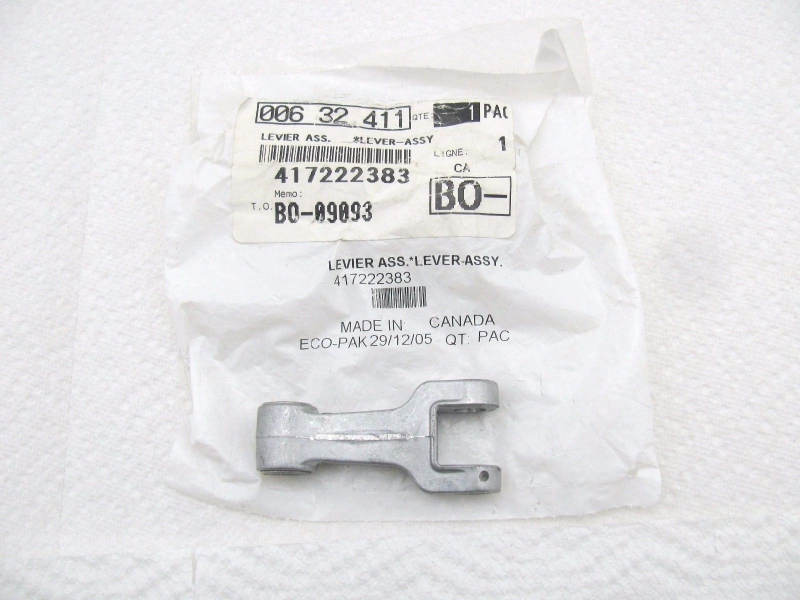 006 32 411 QTE: 1 PAC
LEVIER ASS. *LEVER-ASSY
LIGNE: 1
417222383
CA
Memo:
T.O. BO-09093
BO-
LEVIER ASS.*LEVER-ASSY.
417222383
MADE IN: CANADA
ECO-PAK 29/12/05 QT: PAC